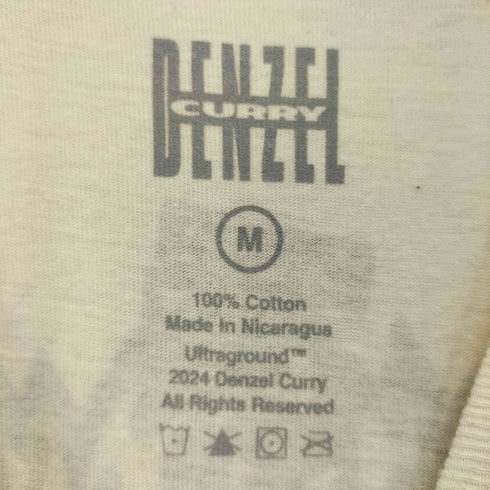 DENZEL
CURRY
M
100% Cotton
Made in Nicaragua
Ultraground™
2024 Denzel Curry
All Rights Reserved